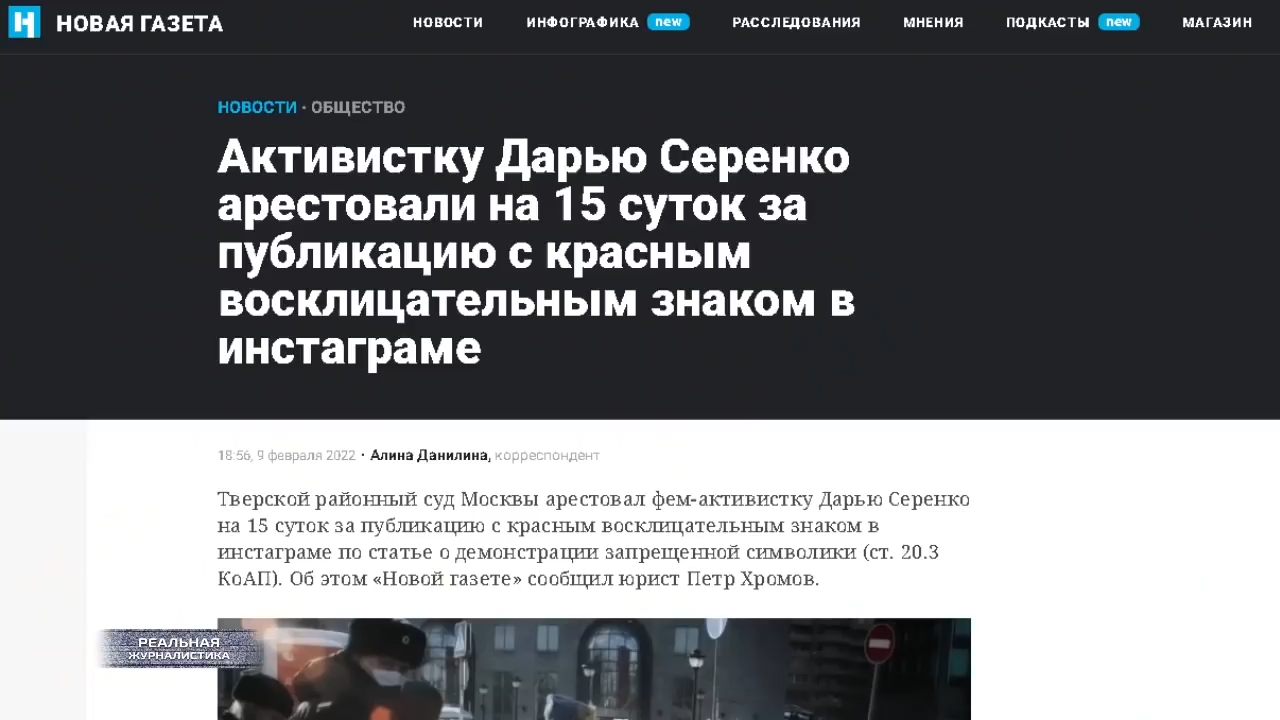 НОВАЯ ГАЗЕТА
НОВОСТИ ИНФОГРАФИКА new РАССЛЕДОВАНИЯ МНЕНИЯ ПОДКАСТЫ new МАГАЗИН
НОВОСТИ · ОБЩЕСТВО
Активистку Дарью Серенко
арестовали на 15 суток за
публикацию с красным
восклицательным знаком в
инстаграме
18:56, 9 февраля 2022 · Алина Данилина, корреспондент
Тверской районный суд Москвы арестовал фем-активистку Дарью Серенко
на 15 суток за публикацию с красным восклицательным знаком в
инстаграме по статье о демонстрации запрещенной символики (ст. 20.3
КоАП). Об этом «Новой газете» сообщил юрист Петр Хромов.
РЕАЛЬНАЯ
ЖУРНАЛИСТИКА